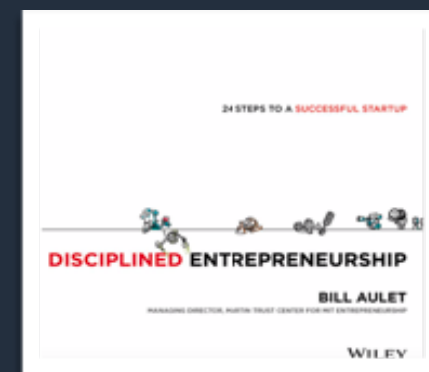 24 STEPS TO A SUCCESSFUL STARTUP
DISCIPLINED ENTREPRENEURSHIP
BILL AULET
MANAGING DIRECTOR, MARTIN TRUST CENTER FOR MIT ENTREPRENEURSHIP
WILEY